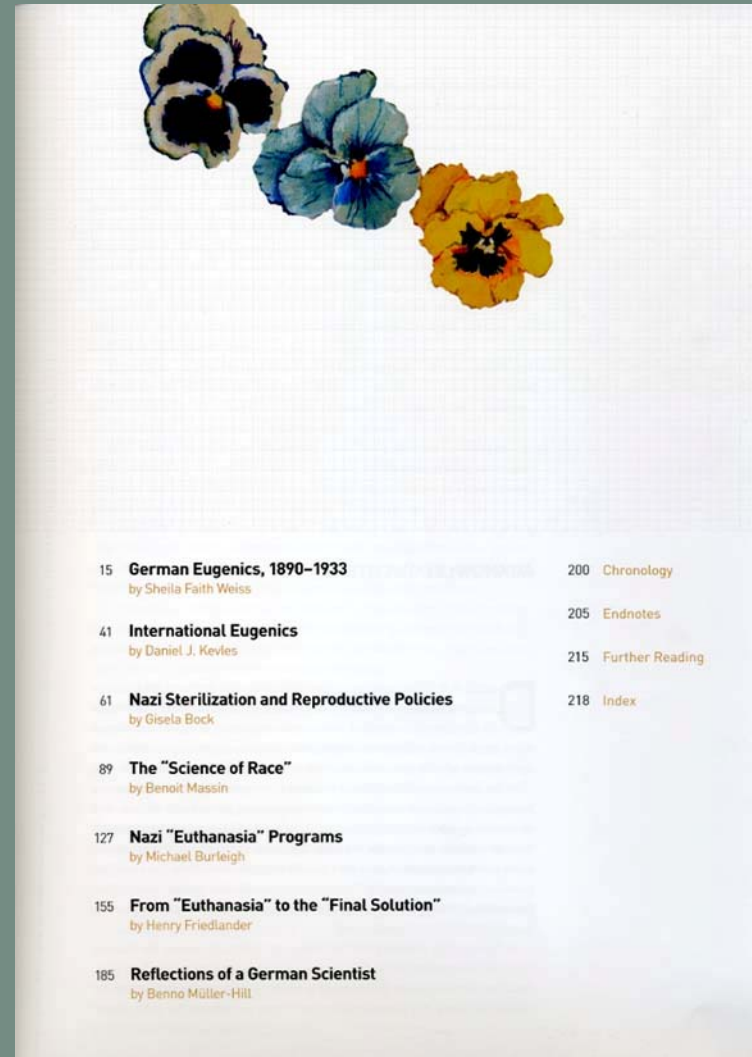 15 German Eugenics, 1890–1933
by Sheila Faith Weiss
41 International Eugenics
by Daniel J. Kevles
61 Nazi Sterilization and Reproductive Policies
by Gisela Bock
89 The “Science of Race”
by Benoit Massin
127 Nazi “Euthanasia” Programs
by Michael Burleigh
155 From “Euthanasia” to the “Final Solution”
by Henry Friedlander
185 Reflections of a German Scientist
by Benno Müller-Hill
200 Chronology
205 Endnotes
215 Further Reading
218 Index